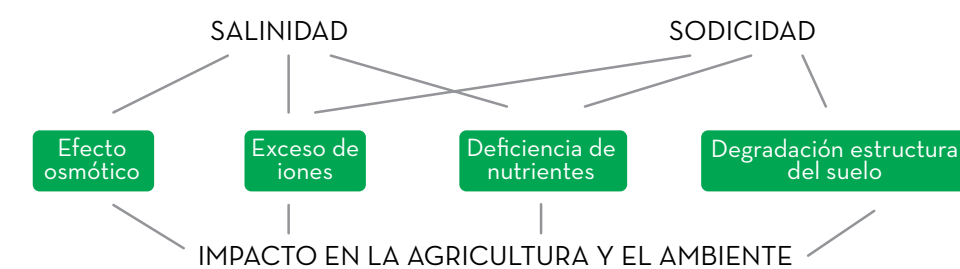 SALINIDAD
SODICIDAD
Efecto
osmótico
Exceso de
iones
Deficiencia de
nutrientes
Degradación estructura
del suelo
IMPACTO EN LA AGRICULTURA Y EL AMBIENTE